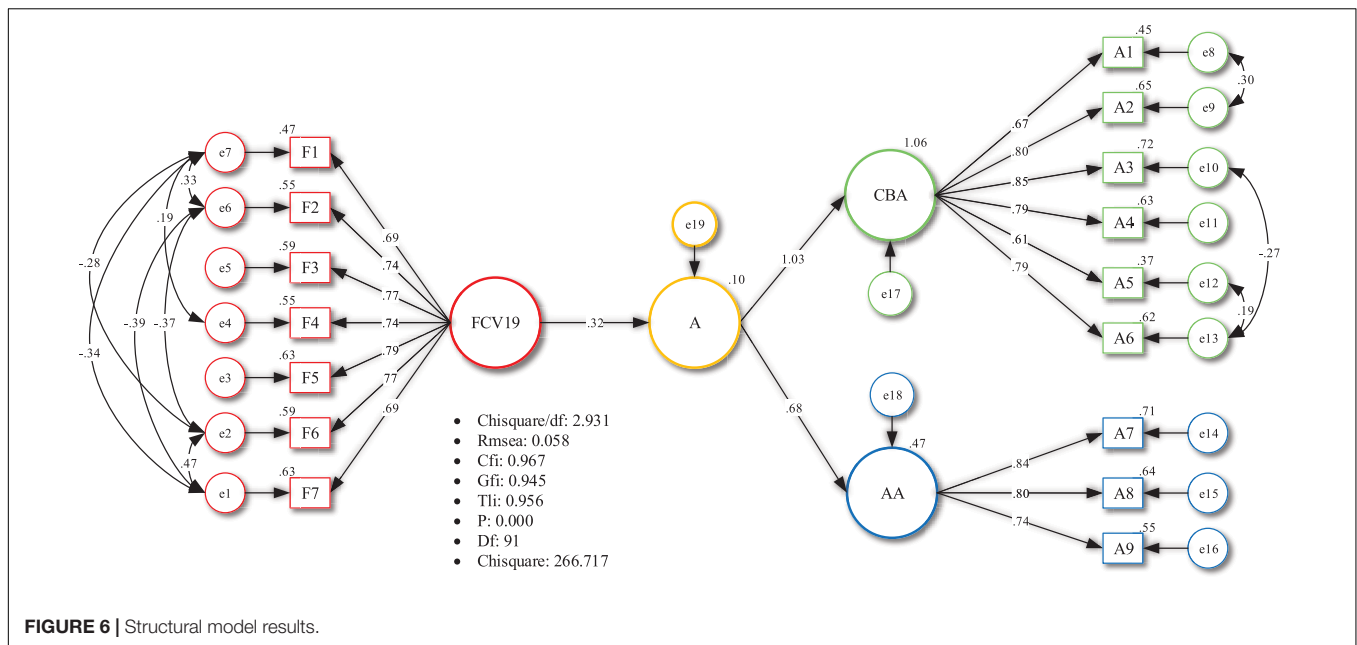 .45
A1
e8
.30
.65
A2
e9
.67
.80
1.06
.72
A3
e10
.85
CBA
.63
A4
e11
.79
-.27
.61
.37
A5
e12
.79
.19
.62
A6
e13
e17
1.03
.47
e7
F1
.33
.55
e6
F2
.19
.69
.59
e5
F3
.74
-.28
.77
.55
e4
F4
.74
-.39
-.37
-.34
.79
.63
e3
F5
.77
.59
e2
F6
.69
.47
.63
e1
F7
FCV19
.32
e19
.10
A
.68
e18
.47
AA
.71
A7
e14
.84
.64
A8
e15
.80
.74
.55
A9
e16
• Chisquare/df: 2.931
• Rmsea: 0.058
• Cfi: 0.967
• Gfi: 0.945
• Tli: 0.956
• P: 0.000
• Df: 91
• Chisquare: 266.717
FIGURE 6 | Structural model results.